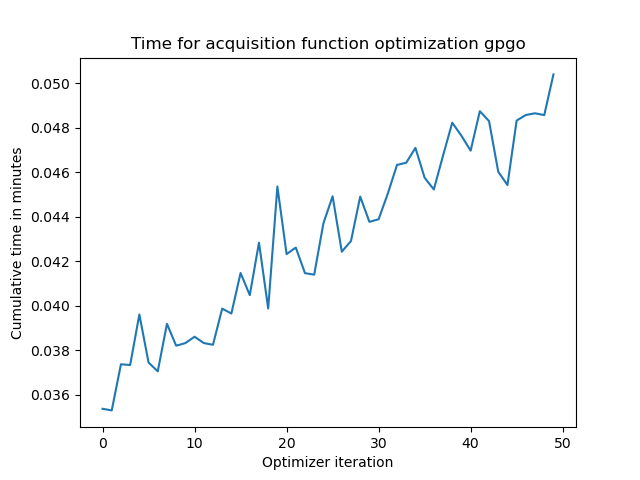 Time for acquisition function optimization gpgo
0.050
0.048
0.046
0.044
0.042
0.040
0.038
0.036
Cumulative time in minutes
0 10 20 30 40 50
Optimizer iteration